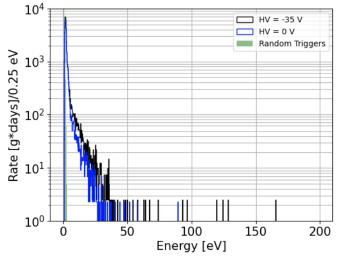 10⁴
10³
10²
10¹
10⁰
Rate [g*days]/0.25 eV
HV = -35 V
HV = 0 V
Random Triggers
0 50 100 150 200
Energy [eV]